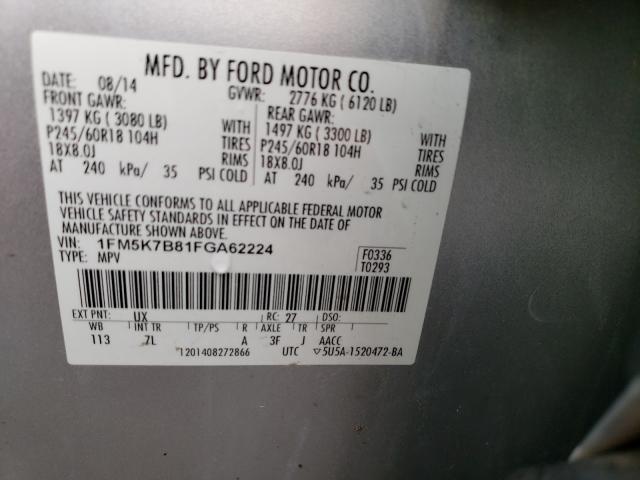 MFD. BY FORD MOTOR CO.
DATE: 08/14 GVWR: 2776 KG ( 6120 LB)
FRONT GAWR: REAR GAWR:
1397 KG ( 3080 LB) WITH 1497 KG ( 3300 LB) WITH
P245/60R18 104H TIRES P245/60R18 104H TIRES
18X8.0J RIMS 18X8.0J RIMS
AT 240 kPa/ 35 PSI COLD AT 240 kPa/ 35 PSI COLD
THIS VEHICLE CONFORMS TO ALL APPLICABLE FEDERAL MOTOR
VEHICLE SAFETY STANDARDS IN EFFECT ON THE DATE OF
MANUFACTURE SHOWN ABOVE.
VIN: 1FM5K7B81FGA62224
TYPE: MPV
F0336
T0293
EXT PNT: UX RC: 27 DSO:
WB INT TR TP/PS R AXLE TR
113 7L A 3F J AACC
1201408272866 UTC ▽5U5A-1520472-BA